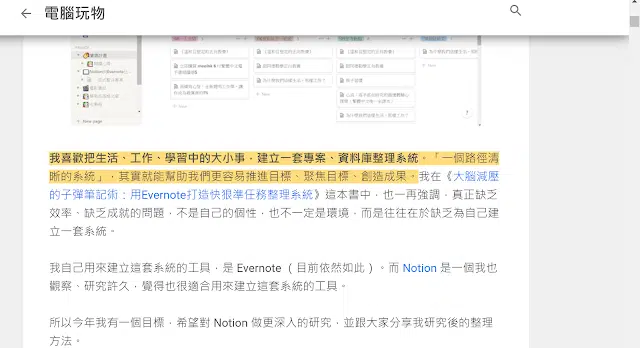 電腦玩物
+ New page
我喜歡把生活、工作、學習中的大小事，建立一套專案、資料庫整理系統，「一個路徑清
晰的系統」，其實就能幫助我們更容易推進目標、聚焦目標、創造成果。我在《大腦減壓
的子彈筆記術：用Evernote打造快狠準任務整理系統》這本書中，也一再強調，真正缺乏
效率、缺乏成就的問題，不是自己的個性，也不一定是環境，而是往往在於缺乏為自己建
立一套系統。
我自己用來建立這套系統的工具，是 Evernote （目前依然如此）。而 Notion 是一個我也
觀察、研究許久，覺得也很適合用來建立這套系統的工具。
所以今年我有一個目標，希望對 Notion 做更深入的研究，並跟大家分享我研究後的整理
方法。